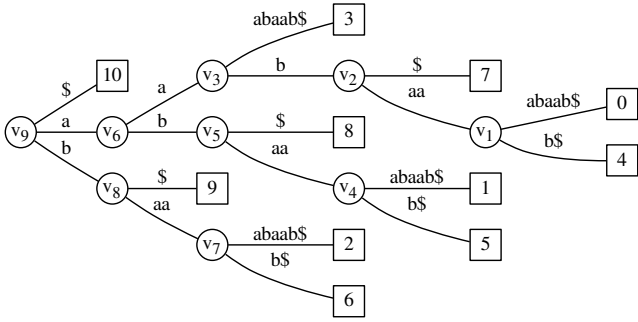 abaab$ 3
$ 10 a v3 b v2 $ 7
aa
abaab$ 0
v9 a v6 b v5 $ 8 v1
b b$ 4
aa
v8 $ 9 v4 abaab$ 1
aa b$
v7 abaab$ 2 5
b$
6